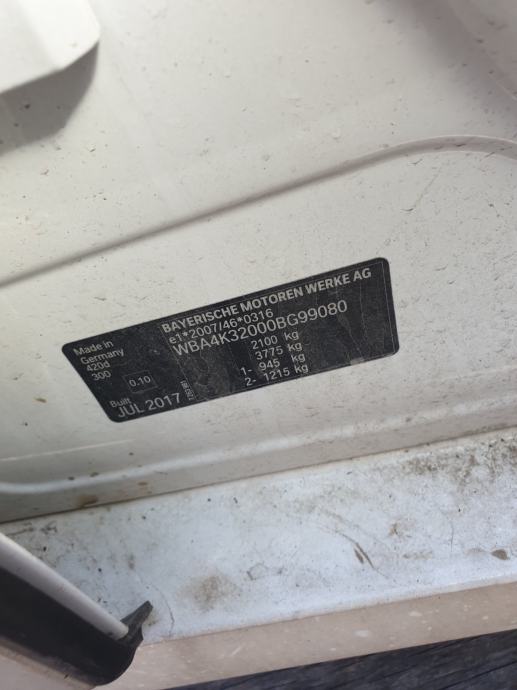 BAYERISCHE MOTOREN WERKE AG
e1*2007/46*0316
WBA4K32000BG99080
2100 kg
3775 kg
1- 945 kg
2- 1215 kg
Made in
Germany
420d
300
0.10
Built
JUL 2017